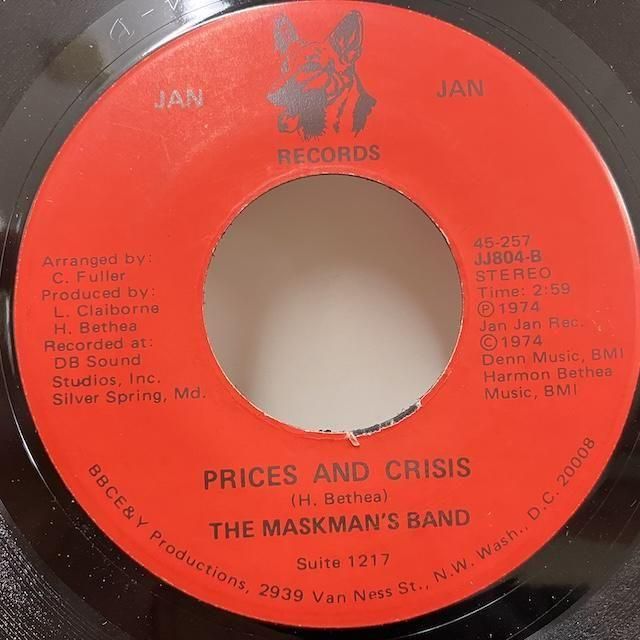 JAN JAN
RECORDS
Arranged by:
C. Fuller
Produced by:
L. Claiborne
H. Bethea
Recorded at:
DB Sound
Studios, Inc.
Silver Spring, Md.
45-257
JJ804-B
STEREO
Time: 2:59
Ⓟ1974
Jan Jan Rec.
©1974
Denn Music, BMI
Harmon Bethea
Music, BMI
PRICES AND CRISIS
(H. Bethea)
THE MASKMAN'S BAND
Suite 1217
BBCE&Y Productions, 2939 Van Ness St., N.W. Wash., D.C. 20008